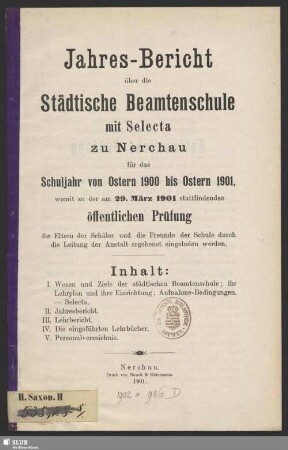 Jahres-Bericht
über die
Städtische Beamtenschule
mit Selecta
zu Nerchau
für das
Schuljahr von Ostern 1900 bis Ostern 1901,
womit zu der am 29. März 1901 stattfindenden
öffentlichen Prüfung
die Eltern der Schüler und die Freunde der Schule durch
die Leitung der Anstalt ergebenst eingeladen werden.
Inhalt:
I. Wesen und Ziele der städtischen Beamtenschule; ihr
Lehrplan und ihre Einrichtung; Aufnahme-Bedingungen.
— Selecta.
II. Jahresbericht.
III. Lehrbericht.
IV. Die eingeführten Lehrbücher.
V. Personalverzeichnis.
Nerchau.
Druck von
1901.
H. Saxon. H
SLUB